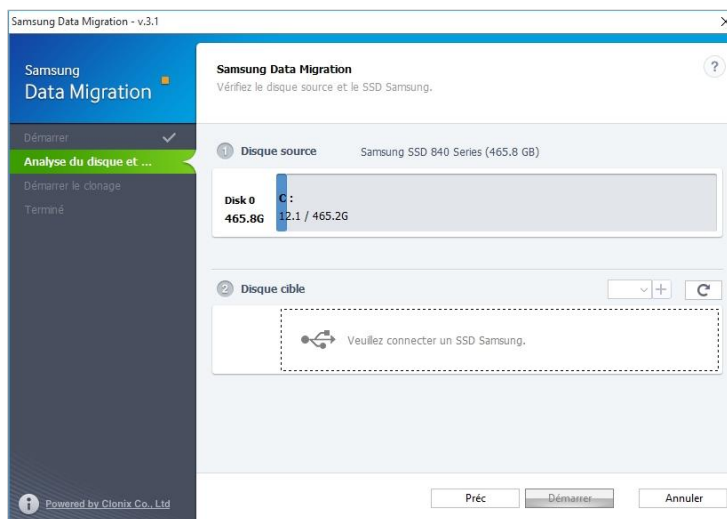 Samsung Data Migration - v.3.1
Samsung
Data Migration
Démarrer
Analyse du disque et ...
Démarrer le clonage
Terminé
Powered by Clonix Co., Ltd
Samsung Data Migration
?
Vérifiez le disque source et le SSD Samsung.
1 Disque source Samsung SSD 840 Series (465.8 GB)
Disk 0
465.8G
C :
12.1 / 465.2G
2 Disque cible
Veuillez connecter un SSD Samsung.
Préc Démarrer Annuler